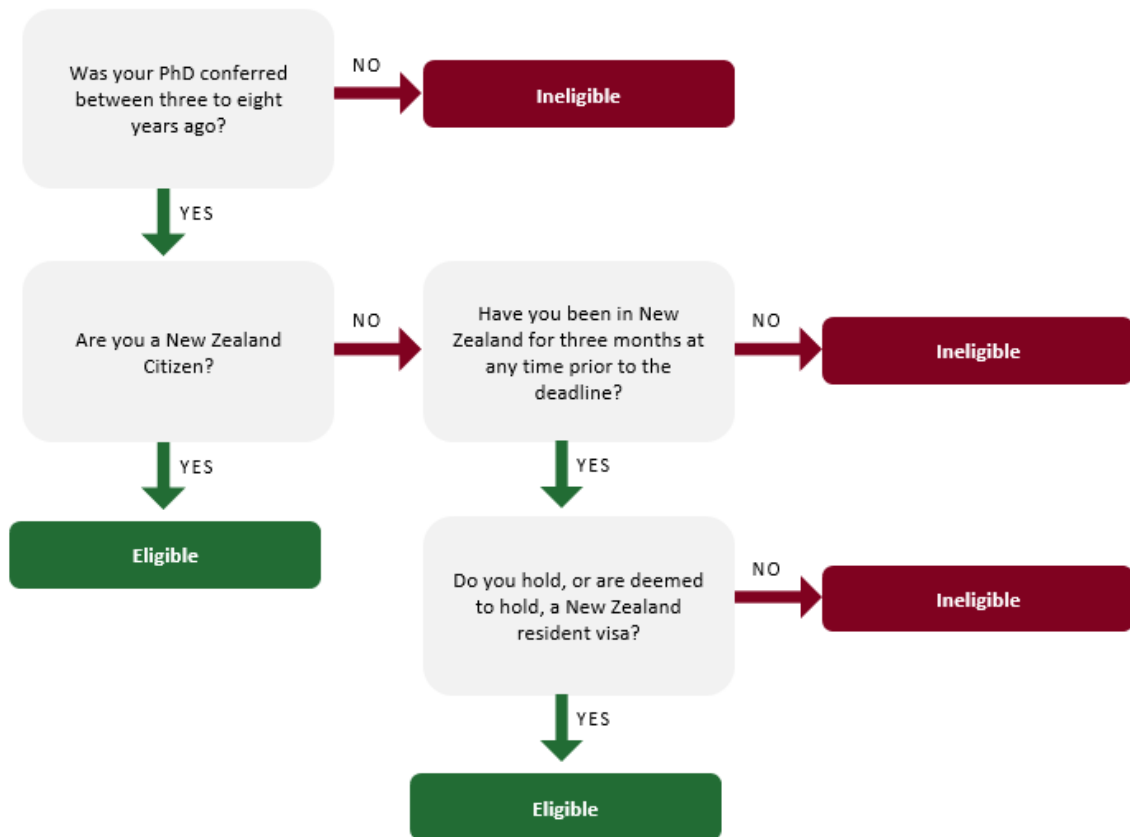 Was your PhD conferred
between three to eight
years ago?
NO
Ineligible
YES
Are you a New Zealand
Citizen?
NO
Have you been in New
Zealand for three months at
any time prior to the
deadline?
NO
Ineligible
YES
YES
Eligible
Do you hold, or are deemed
to hold, a New Zealand
resident visa?
NO
Ineligible
YES
Eligible